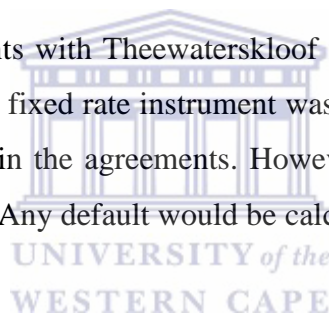 nts with Theewaterskloof
fixed rate instrument was
in the agreements. Howev
Any default would be calc
UNIVERSITY of the
WESTERN CAPE